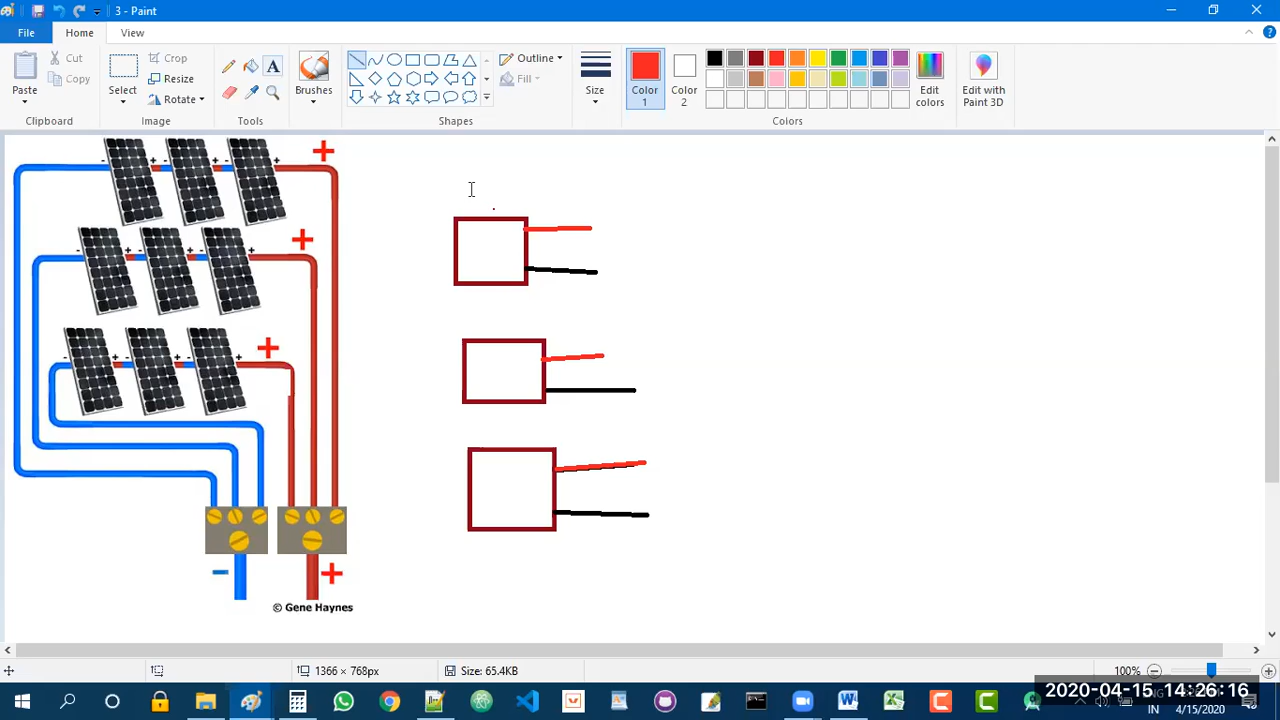 3 - Paint
File
Home
View
Paste
Cut
Copy
Clipboard
Select
Crop
Resize
Rotate
Image
A
Tools
Brushes
Outline
Fill
Shapes
Size
Color
1
Color
2
Edit
colors
Edit with
Paint 3D
Colors
+
- + - + - +
+
- + - + - +
+
- + - + - +
- +
© Gene Haynes
1366 × 768px
Size: 65.4KB
100%
2020-04-15 14:26:16
IN
4/15/2020